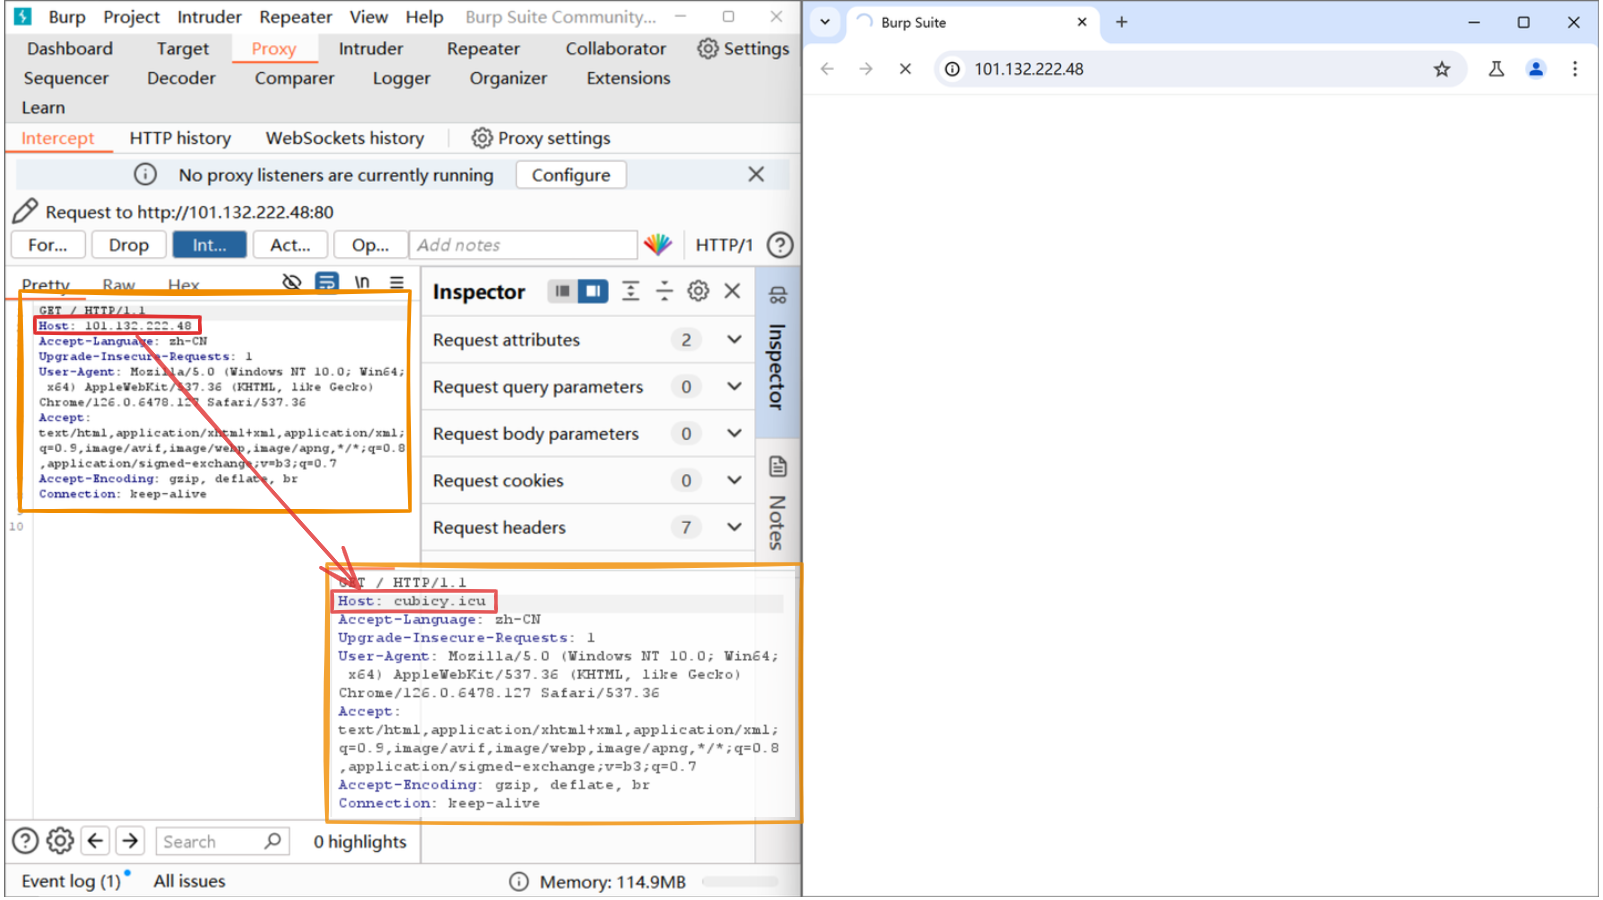 Burp Project Intruder Repeater View Help Burp Suite Community...
Dashboard Target Proxy Intruder Repeater Collaborator Settings
Sequencer Decoder Comparer Logger Organizer Extensions
Learn
Intercept HTTP history WebSockets history Proxy settings
No proxy listeners are currently running Configure
Request to http://101.132.222.48:80
For... Drop Int... Act... Op... Add notes HTTP/1
Pretty Raw Hex \n
GET / HTTP/1.1
Host: 101.132.222.48
Accept-Language: zh-CN
Upgrade-Insecure-Requests: 1
User-Agent: Mozilla/5.0 (Windows NT 10.0; Win64;
x64) AppleWebKit/537.36 (KHTML, like Gecko)
Chrome/126.0.6478.127 Safari/537.36
Accept:
text/html,application/xhtml+xml,application/xml;
q=0.9,image/avif,image/webp,image/apng,*/*;q=0.8
,application/signed-exchange;v=b3;q=0.7
Accept-Encoding: gzip, deflate, br
Connection: keep-alive
10
Inspector
Request attributes 2
Request query parameters 0
Request body parameters 0
Request cookies 0
Request headers 7
Inspector
Notes
GET / HTTP/1.1
Host: cubicy.icu
Accept-Language: zh-CN
Upgrade-Insecure-Requests: 1
User-Agent: Mozilla/5.0 (Windows NT 10.0; Win64;
x64) AppleWebKit/537.36 (KHTML, like Gecko)
Chrome/126.0.6478.127 Safari/537.36
Accept:
text/html,application/xhtml+xml,application/xml;
q=0.9,image/avif,image/webp,image/apng,*/*;q=0.8
,application/signed-exchange;v=b3;q=0.7
Accept-Encoding: gzip, deflate, br
Connection: keep-alive
Search 0 highlights
Event log (1) All issues Memory: 114.9MB
Burp Suite
101.132.222.48